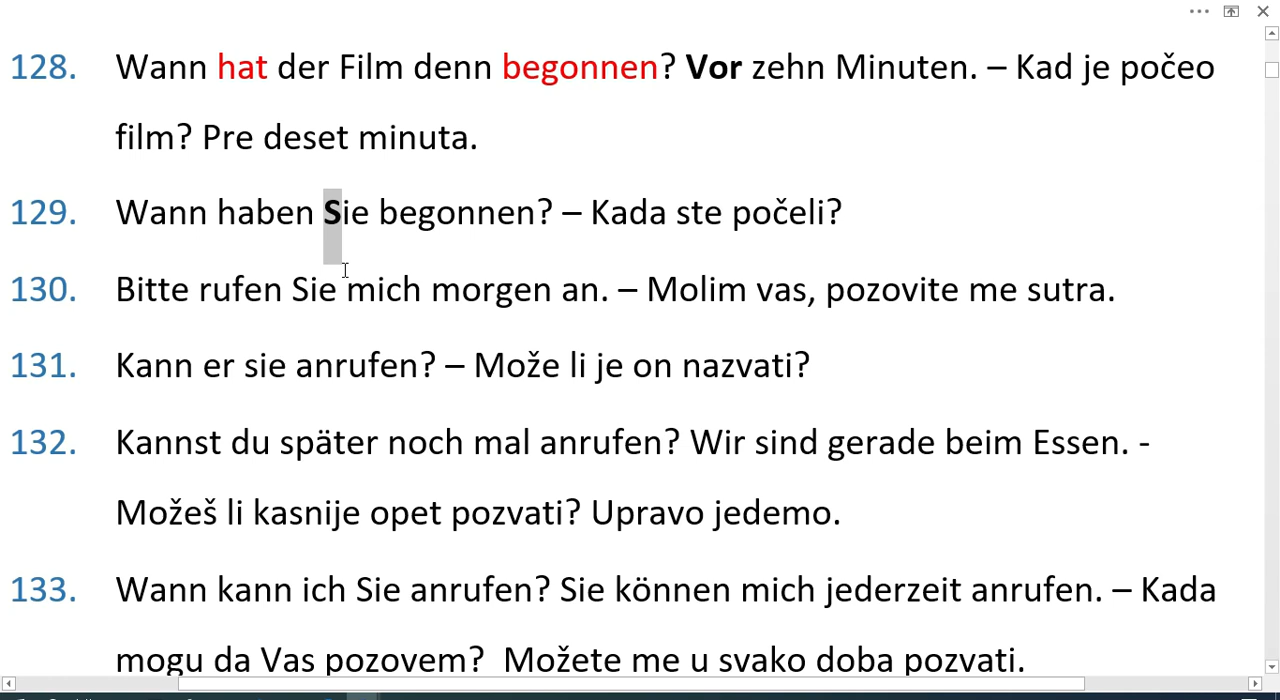 128. Wann hat der Film denn begonnen? Vor zehn Minuten. – Kad je počeo
film? Pre deset minuta.
129. Wann haben Sie begonnen? – Kada ste počeli?
130. Bitte rufen Sie mich morgen an. – Molim vas, pozovite me sutra.
131. Kann er sie anrufen? – Može li je on nazvati?
132. Kannst du später noch mal anrufen? Wir sind gerade beim Essen. -
Možeš li kasnije opet pozvati? Upravo jedemo.
133. Wann kann ich Sie anrufen? Sie können mich jederzeit anrufen. – Kada
mogu da Vas pozovem?  Možete me u svako doba pozvati.